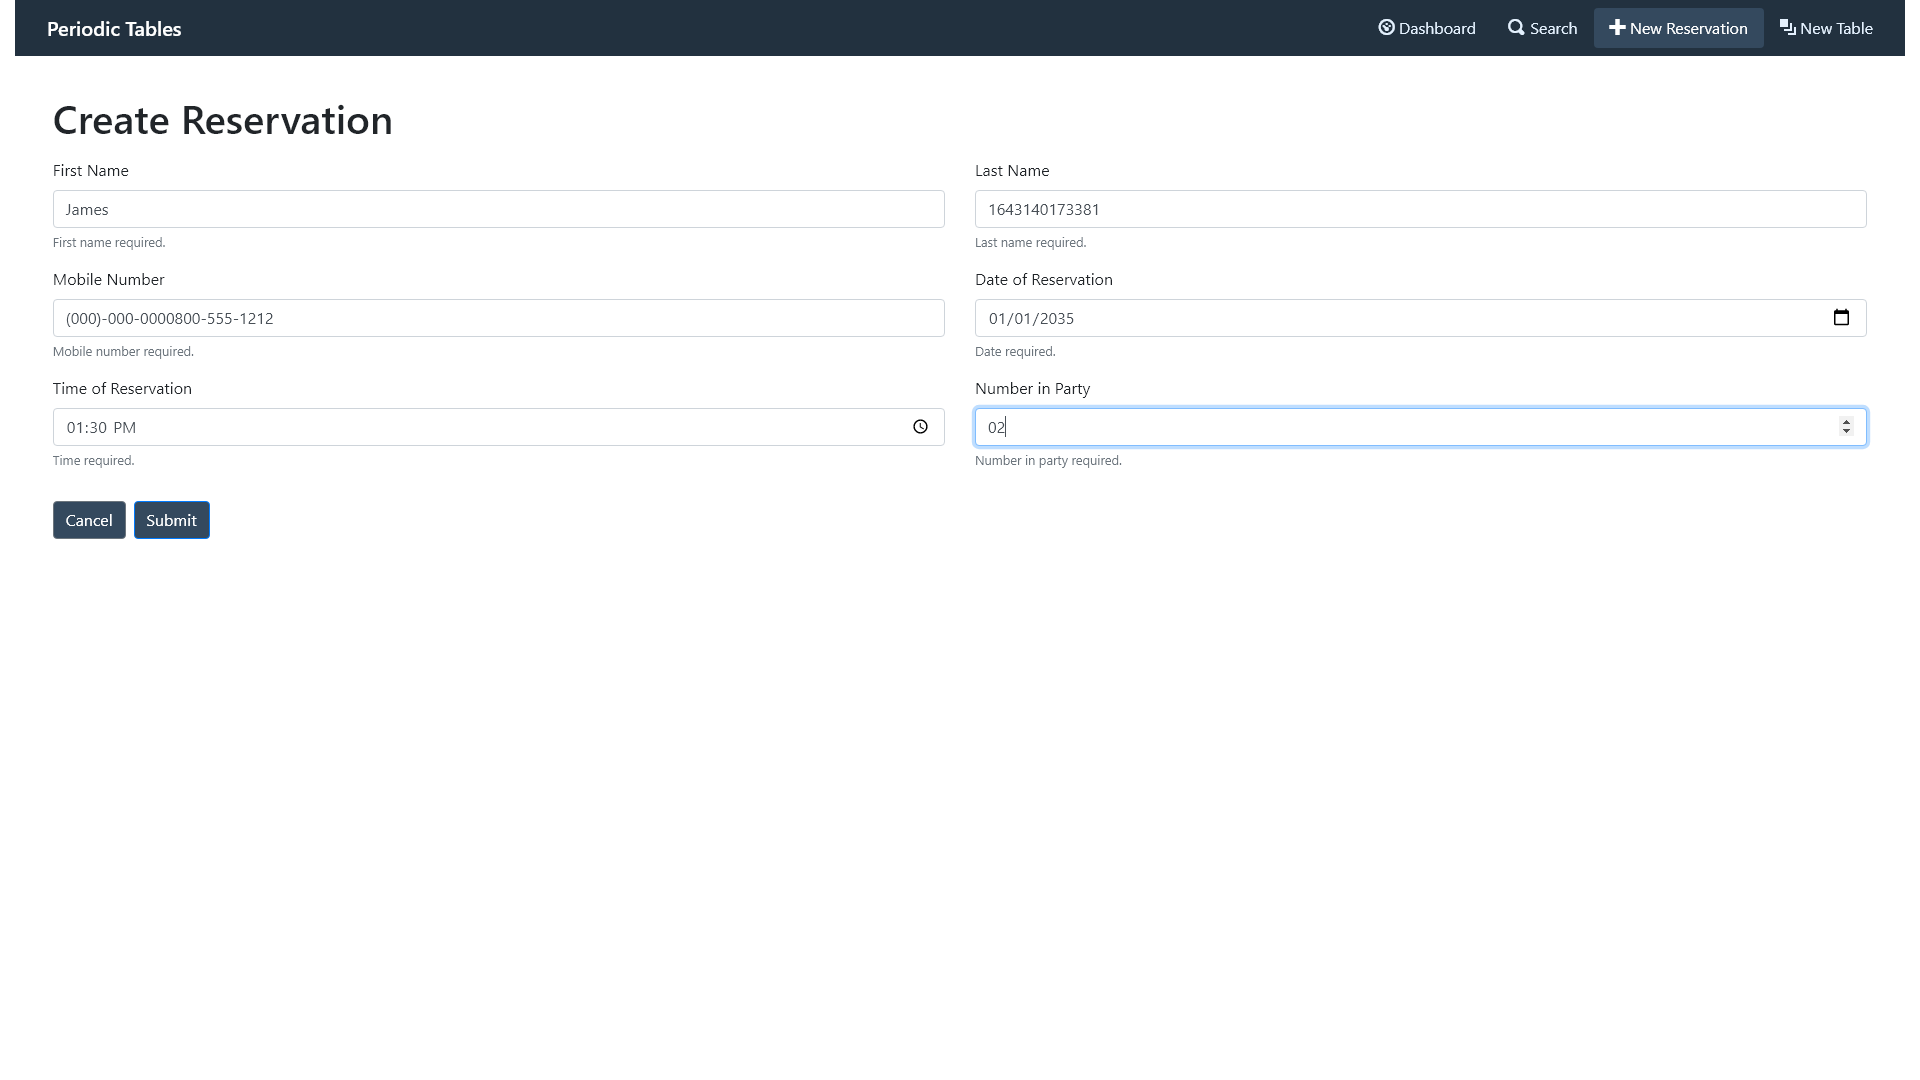 Periodic Tables
Dashboard
Search
New Reservation
New Table
Create Reservation
First Name
James
First name required.
Last Name
1643140173381
Last name required.
Mobile Number
(000)-000-0000800-555-1212
Mobile number required.
Date of Reservation
01/01/2035
Date required.
Time of Reservation
01:30 PM
Time required.
Number in Party
02
Number in party required.
Cancel
Submit